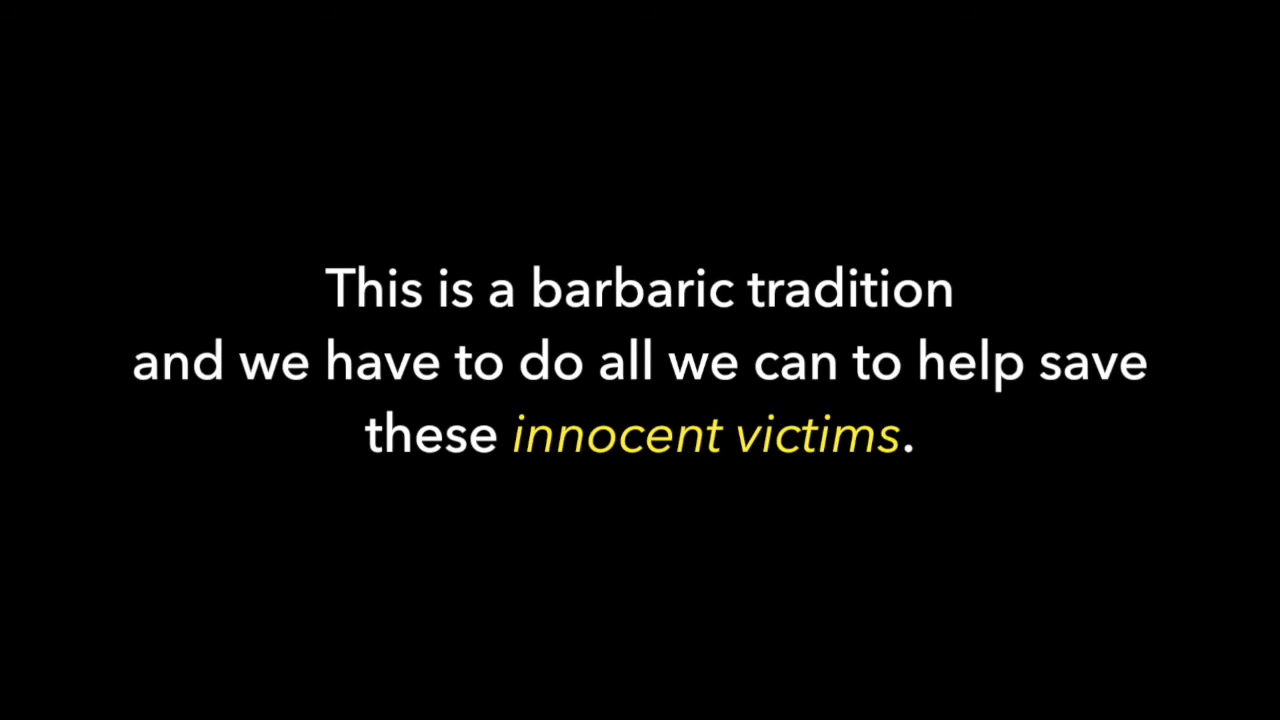 This is a barbaric tradition
and we have to do all we can to help save
these innocent victims.